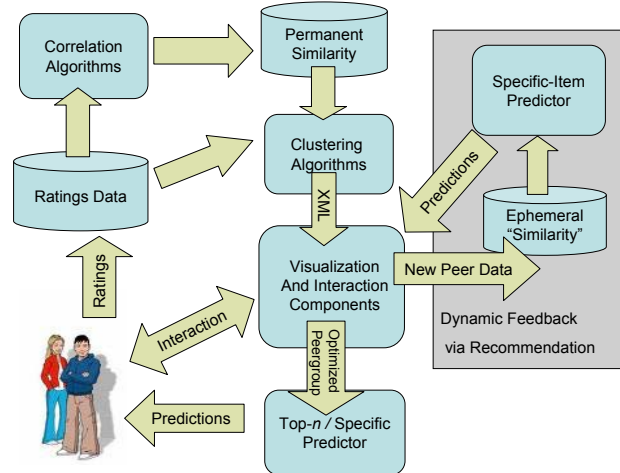 Correlation
Algorithms
Permanent
Similarity
Specific-Item
Predictor
Clustering
Algorithms
Ratings Data
Predictions
XML
Ephemeral
“Similarity”
Visualization
And Interaction
Components
New Peer Data
Ratings
Interaction
Optimized
Peergroup
Dynamic Feedback
via Recommendation
Predictions
Top-n / Specific
Predictor